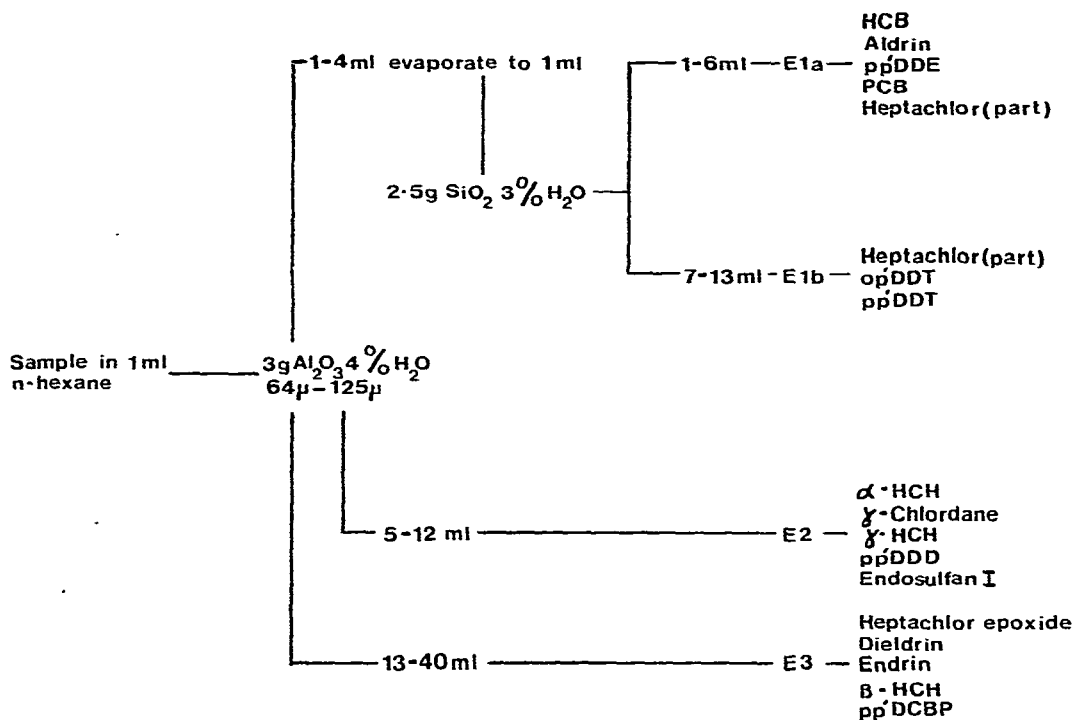 HCB
Aldrin
1-4ml evaporate to 1ml
1-6ml
E1a
pp'DDE
PCB
Heptachlor(part)
2·5g SiO₂ 3% H₂O
Heptachlor(part)
7-13ml
E1b
op'DDT
pp'DDT
Sample in 1ml
n-hexane
3gAl₂O₃ 4% H₂O
64µ-125µ
α-HCH
γ-Chlordane
5-12 ml
E2
γ-HCH
pp'DDD
Endosulfan I
Heptachlor epoxide
Dieldrin
13-40ml
E3
Endrin
β-HCH
pp'DCBP